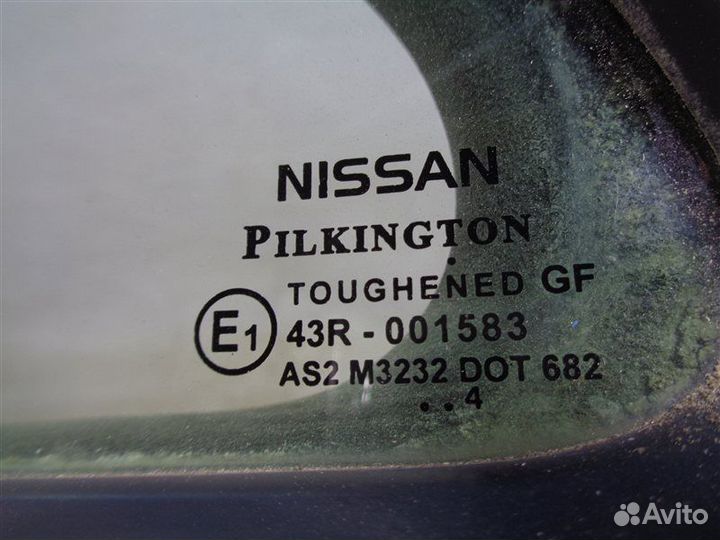 NISSAN
PILKINGTON
TOUGHENED GF
E1
43R - 001583
AS2 M3232 DOT 682
. . 4
Avito